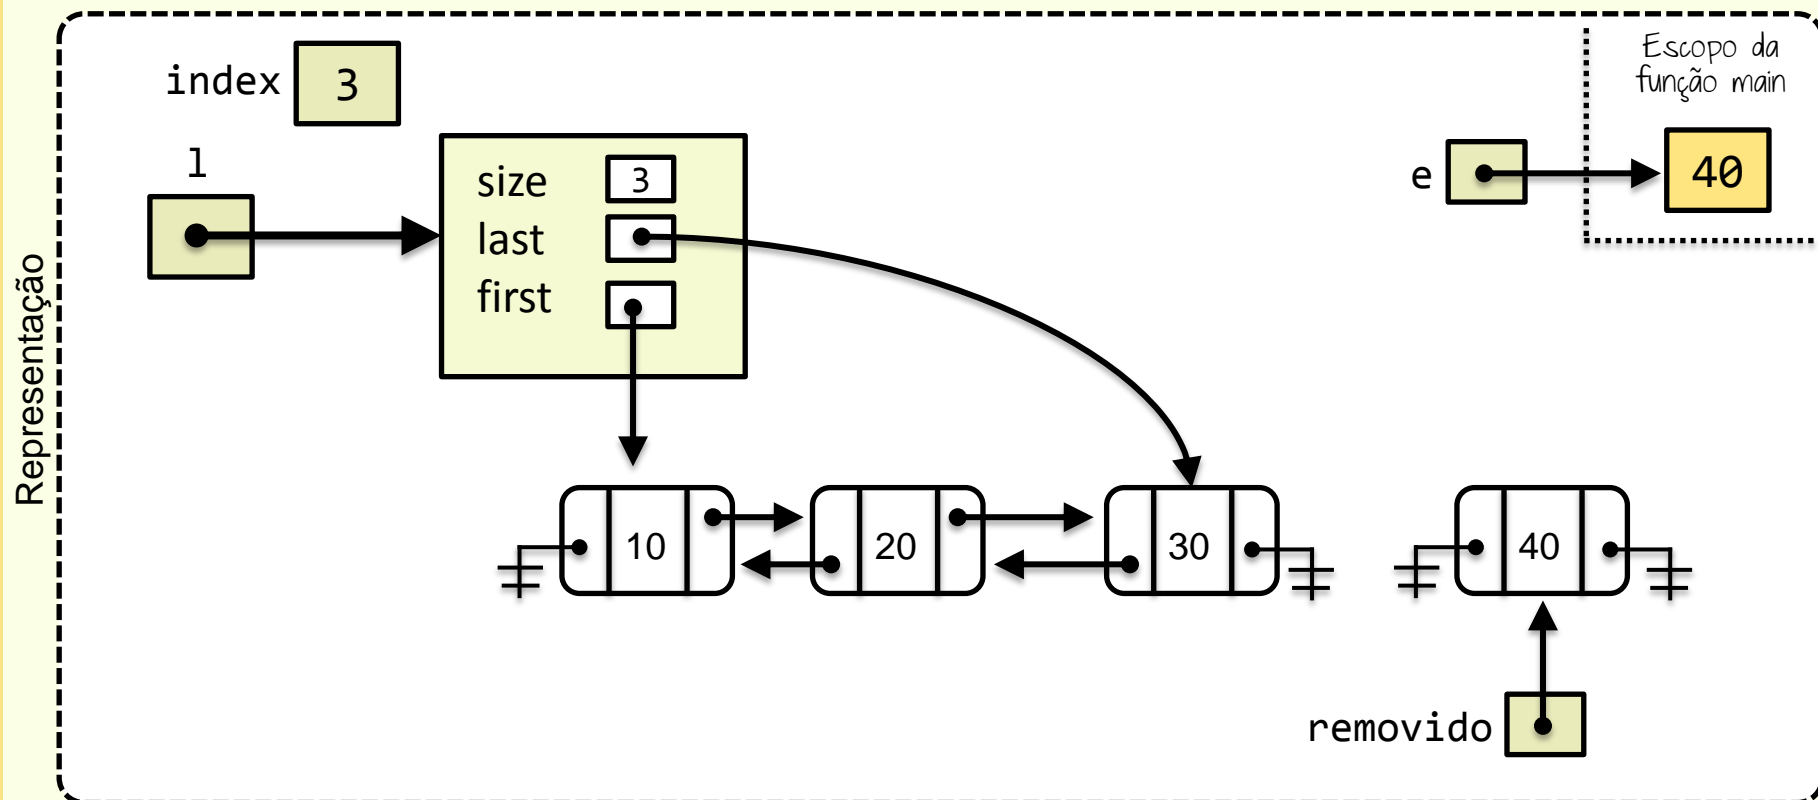 Representação
index 3
l
size 3
last
first
e
Escopo da
função main
40
10
20
30
40
removido